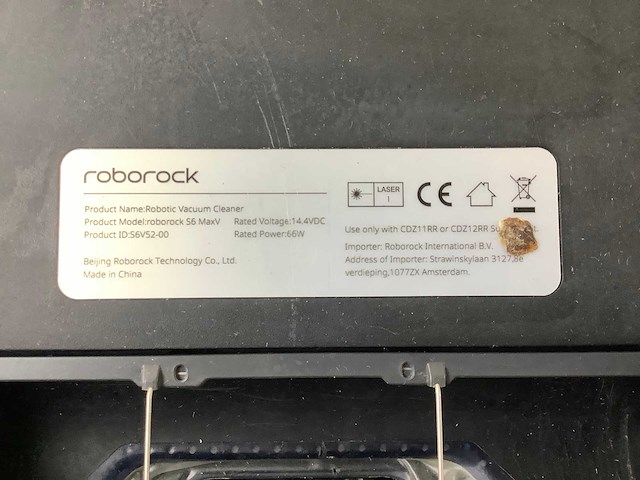 roborock
Product Name:Robotic Vacuum Cleaner
Product Model:roborock S6 MaxV Rated Voltage:14.4VDC
Product ID:S6V52-00 Rated Power:66W
Beijing Roborock Technology Co., Ltd.
Made in China
LASER
1
CE
Use only with CDZ11RR or CDZ12RR
Importer: Roborock International B.V.
Address of Importer: Strawinskylaan 3127,8e
verdieping,1077ZX Amsterdam.